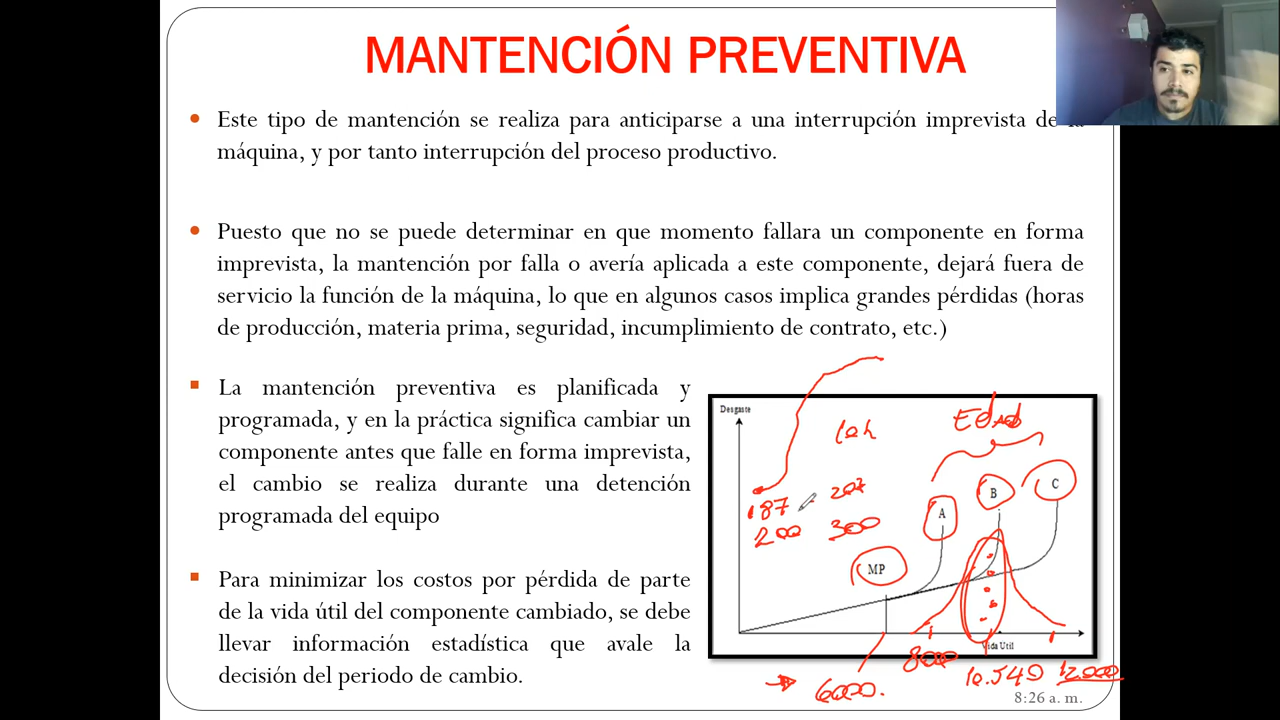 MANTENCIÓN PREVENTIVA
Este tipo de mantención se realiza para anticiparse a una interrupción imprevista de la
máquina, y por tanto interrupción del proceso productivo.
Puesto que no se puede determinar en que momento fallara un componente en forma
imprevista, la mantención por falla o avería aplicada a este componente, dejará fuera de
servicio la función de la máquina, lo que en algunos casos implica grandes pérdidas (horas
de producción, materia prima, seguridad, incumplimiento de contrato, etc.)
La mantención preventiva es planificada y
programada, y en la práctica significa cambiar un
componente antes que falle en forma imprevista,
el cambio se realiza durante una detención
programada del equipo
Para minimizar los costos por pérdida de parte
de la vida útil del componente cambiado, se debe
llevar información estadística que avale la
decisión del periodo de cambio.
Desgaste
EDAD
187 207
200 300
A
B
C
MP
Vida Util
8000
10.540
12.000
6000.
8:26 a. m.